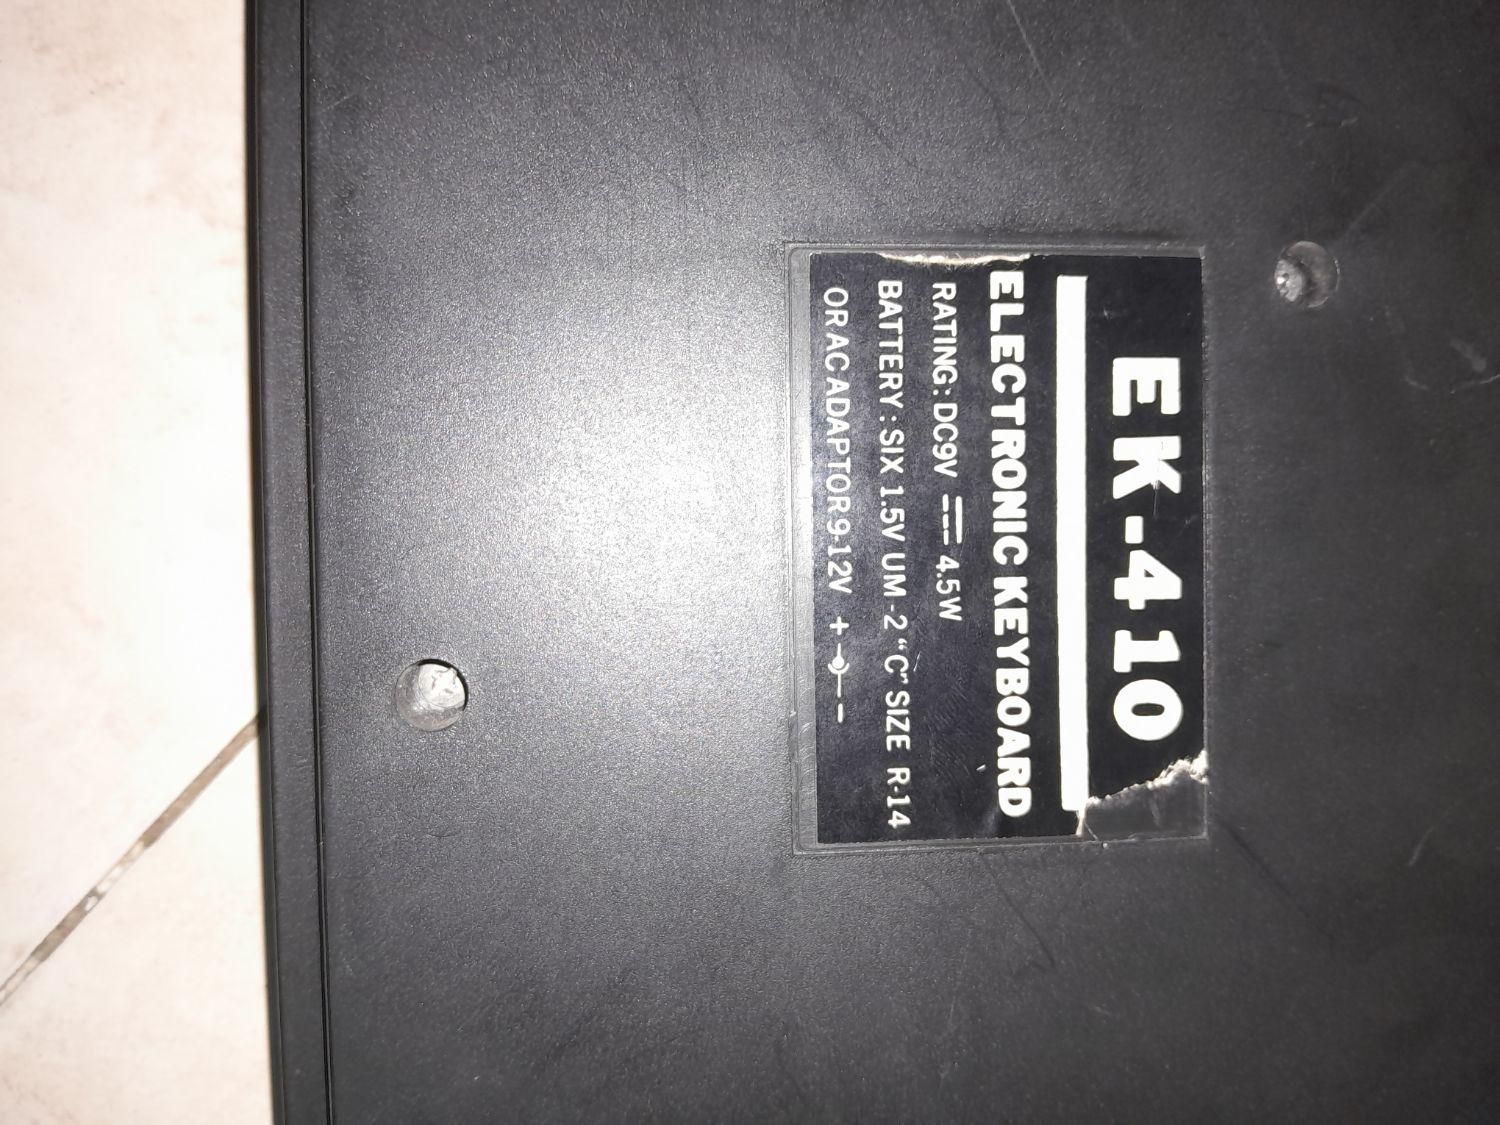 EK-410
ELECTRONIC KEYBOARD
RATING: DC9V ⎓ 4.5W
BATTERY: SIX 1.5V UM-2 "C" SIZE R-14
OR AC ADAPTOR 9-12V + -